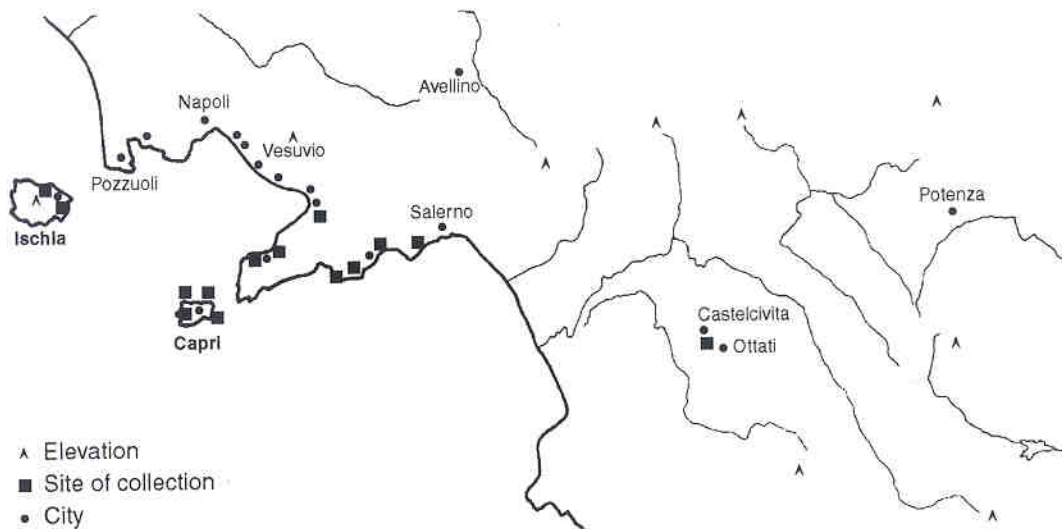 Avellino
Napoli
Vesuvio
Pozzuoli
Potenza
Salerno
Ischia
Castelcivita
Ottati
Capri
Elevation
Site of collection
City